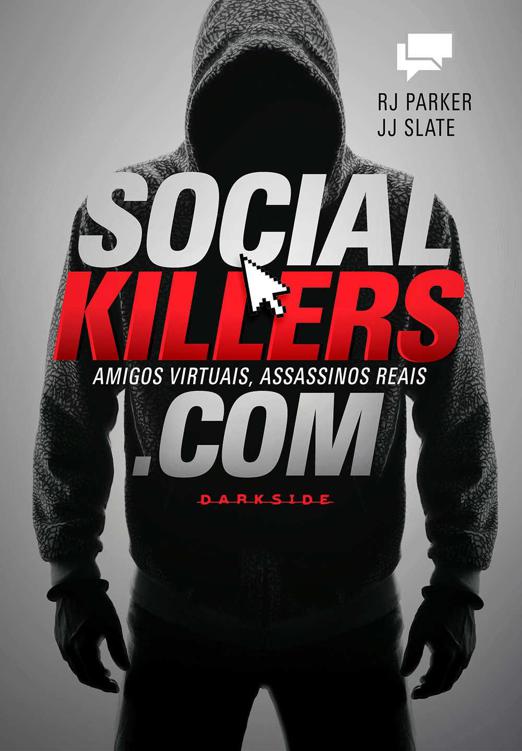 RJ PARKER
JJ SLATE
SOCIAL
KILLERS
AMIGOS VIRTUAIS, ASSASSINOS REAIS
.COM
DARKSIDE